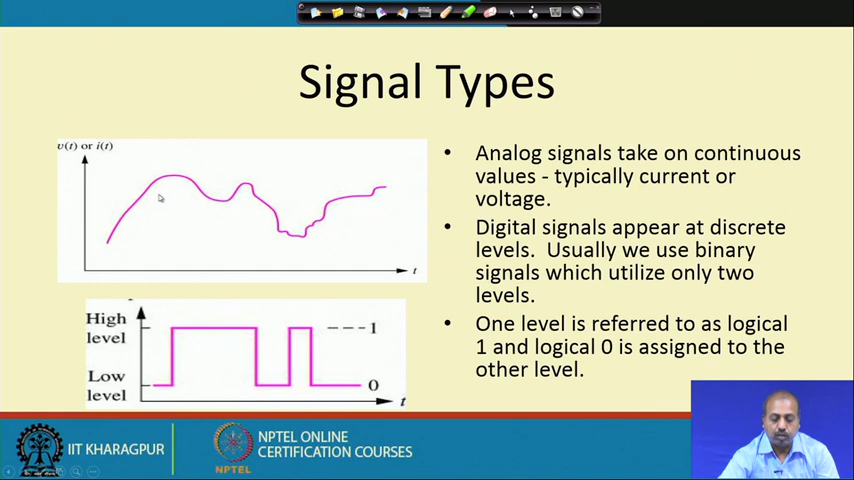 Signal Types
υ(t) or i(t)
t
High
level
1
Low
level
0
t
• Analog signals take on continuous
values - typically current or
voltage.
• Digital signals appear at discrete
levels. Usually we use binary
signals which utilize only two
levels.
• One level is referred to as logical
1 and logical 0 is assigned to the
other level.
IIT KHARAGPUR
NPTEL
NPTEL ONLINE
CERTIFICATION COURSES